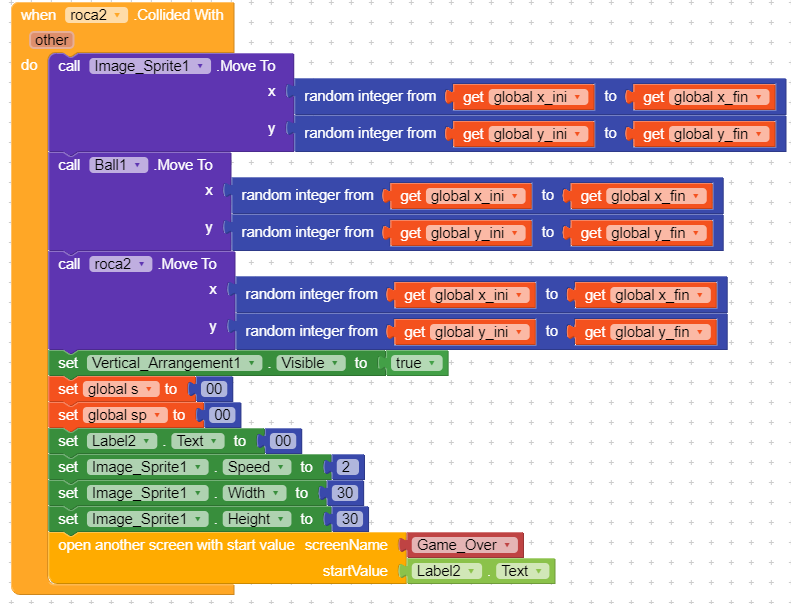 when roca2 .Collided With
other
do call Image_Sprite1 .Move To
x random integer from get global x_ini to get global x_fin
y random integer from get global y_ini to get global y_fin
call Ball1 .Move To
x random integer from get global x_ini to get global x_fin
y random integer from get global y_ini to get global y_fin
call roca2 .Move To
x random integer from get global x_ini to get global x_fin
y random integer from get global y_ini to get global y_fin
set Vertical_Arrangement1 . Visible to true
set global s to 00
set global sp to 00
set Label2 . Text to 00
set Image_Sprite1 . Speed to 2
set Image_Sprite1 . Width to 30
set Image_Sprite1 . Height to 30
open another screen with start value screenName Game_Over
startValue Label2 . Text